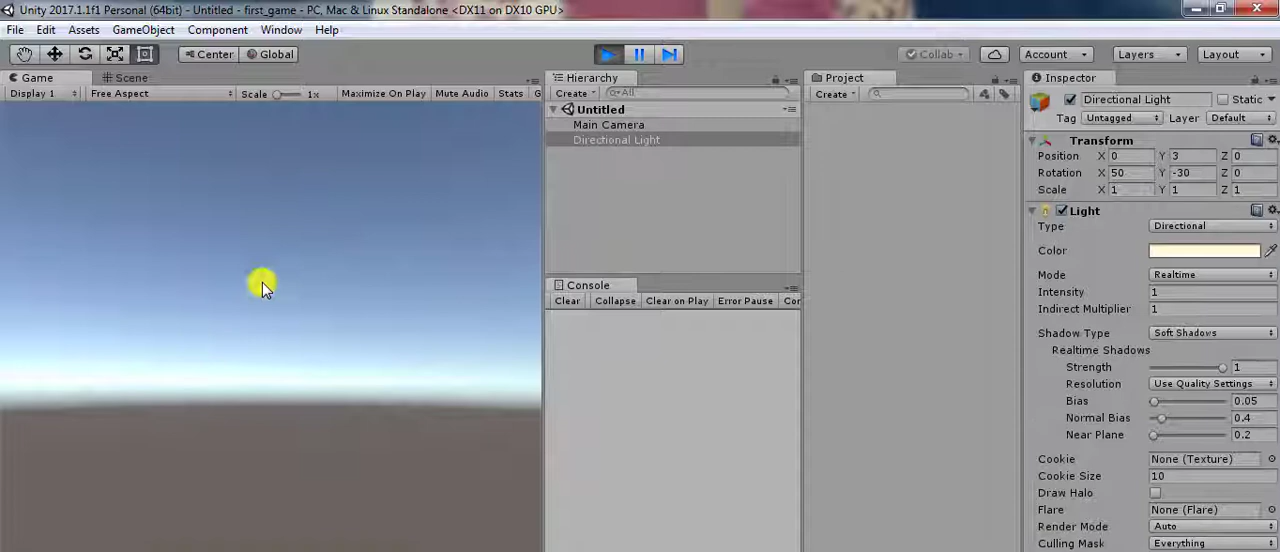 Unity 2017.1.1f1 Personal (64bit) - Untitled - first_game - PC, Mac & Linux Standalone <DX11 on DX10 GPU>
File Edit Assets GameObject Component Window Help
Center Global Collab Account Layers Layout
Game Scene Hierarchy Project Inspector
Display 1 Free Aspect Scale 1x Maximize On Play Mute Audio Stats G
Create All Create
Directional Light Static
Tag Untagged Layer Default
Untitled
Main Camera
Directional Light
Transform
Position X 0 Y 3 Z 0
Rotation X 50 Y -30 Z 0
Scale X 1 Y 1 Z 1
Light
Type Directional
Color
Mode Realtime
Intensity 1
Indirect Multiplier 1
Shadow Type Soft Shadows
Realtime Shadows
Strength 1
Resolution Use Quality Settings
Bias 0.05
Normal Bias 0.4
Near Plane 0.2
Cookie None (Texture)
Cookie Size 10
Draw Halo
Flare None (Flare)
Render Mode Auto
Culling Mask Everything
Console
Clear Collapse Clear on Play Error Pause Cor